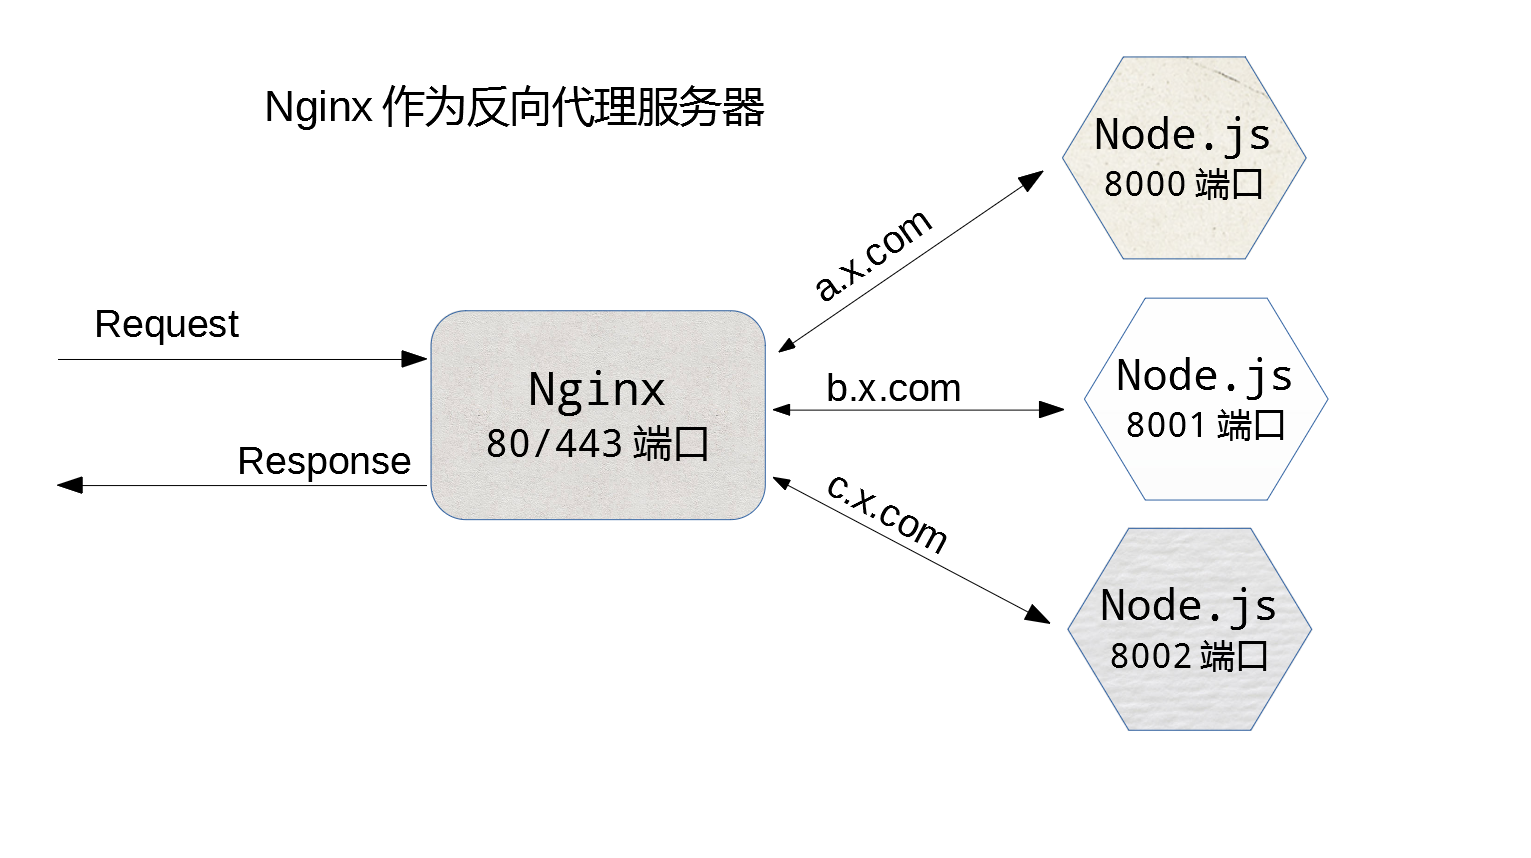 Nginx 作为反向代理服务器
Node.js
8000 端口
a.x.com
Request
Nginx
80/443 端口
b.x.com
Node.js
8001 端口
Response
c.x.com
Node.js
8002 端口